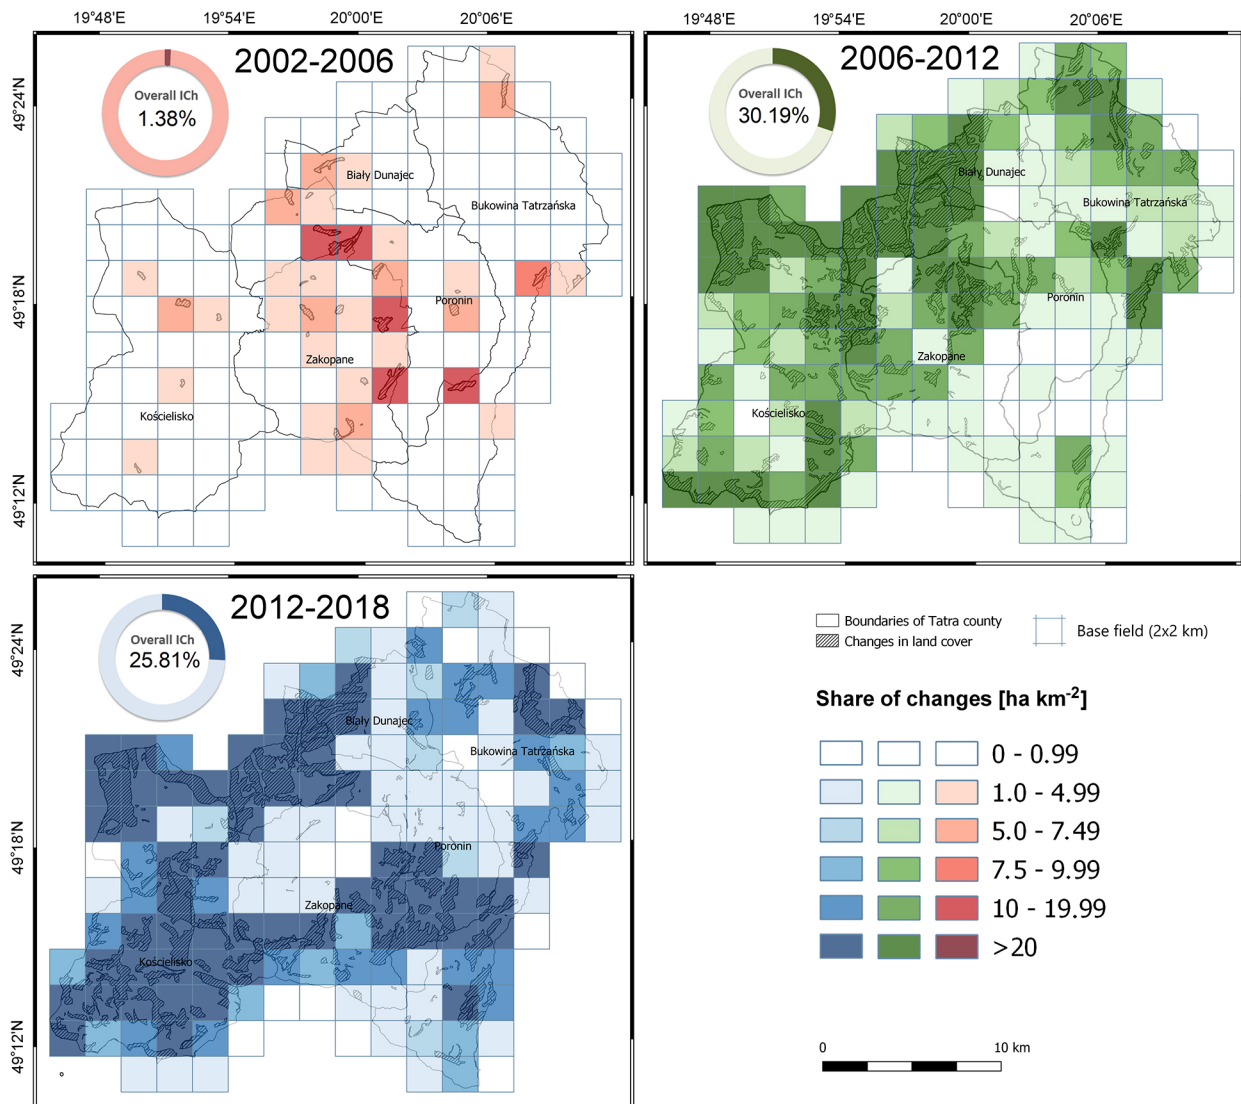 19°48'E 19°54'E 20°00'E 20°06'E
19°48'E 19°54'E 20°00'E 20°06'E
49°24'N
49°18'N
49°12'N
2002-2006
Overall ICh
1.38%
Biały Dunajec
Bukowina Tatrzańska
Poronin
Zakopane
Kościelisko
2006-2012
Overall ICh
30.19%
Biały Dunajec
Bukowina Tatrzańska
Poronin
Zakopane
Kościelisko
49°24'N
49°18'N
49°12'N
2012-2018
Overall ICh
25.81%
Biały Dunajec
Bukowina Tatrzańska
Poronin
Zakopane
Kościelisko
Boundaries of Tatra county
Changes in land cover
Base field (2x2 km)
Share of changes [ha km⁻²]
0 - 0.99
1.0 - 4.99
5.0 - 7.49
7.5 - 9.99
10 - 19.99
>20
0 10 km